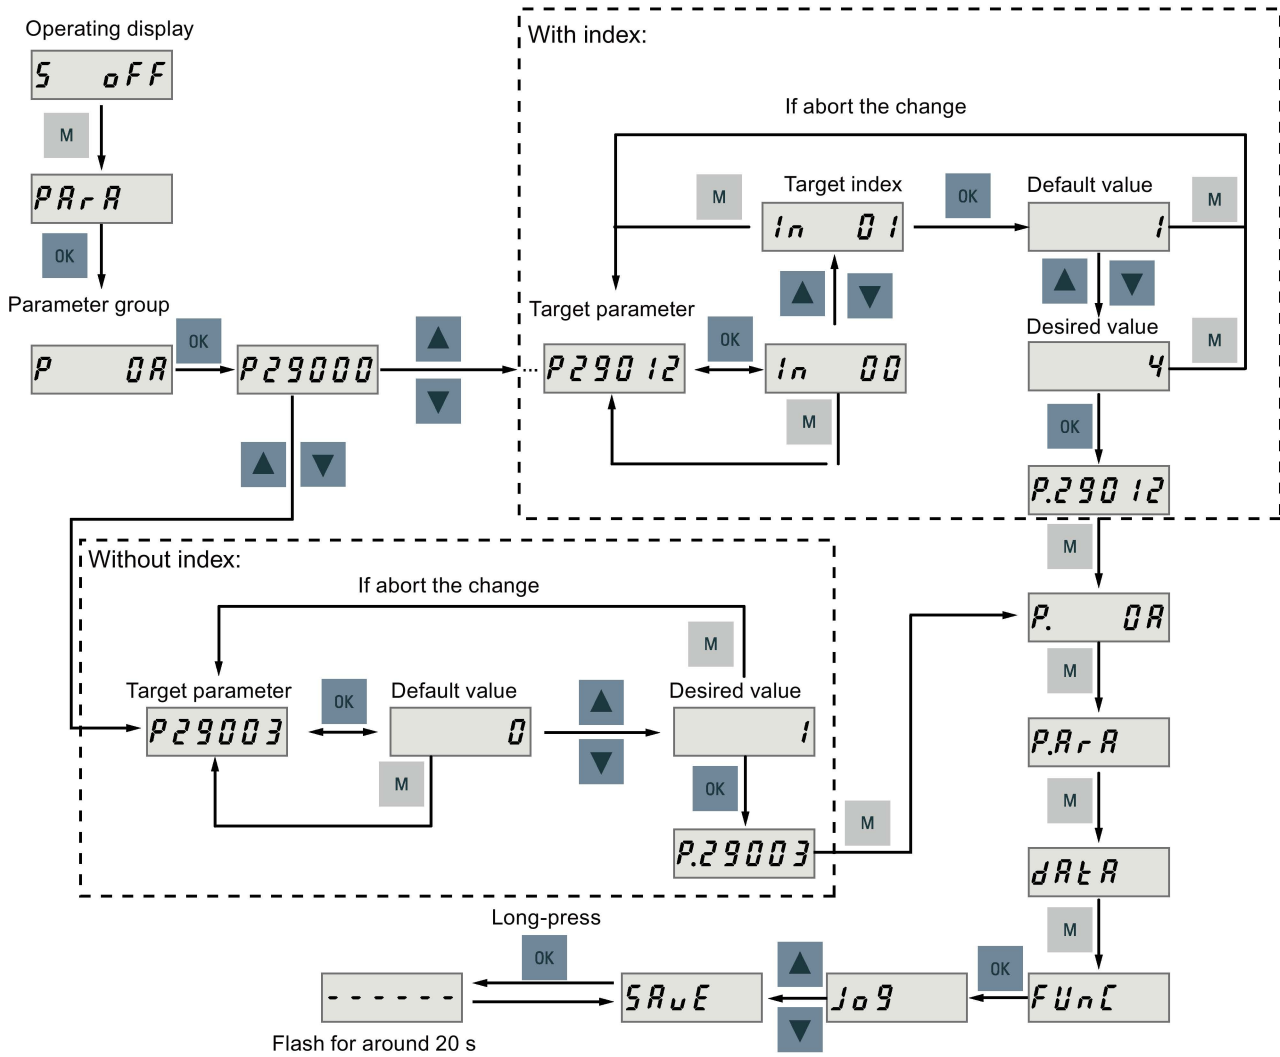 Operating display
S oFF
M
PArA
OK
Parameter group
P 0A
OK
P29000
With index:
If abort the change
M
Target index
In 01
OK
Default value
1
M
Target parameter
... P29012
OK
In 00
M
Desired value
4
M
OK
P.29012
M
P. 0A
M
P.ArA
M
dAtA
M
FUnC
Without index:
If abort the change
M
Target parameter
P29003
OK
Default value
0
M
Desired value
1
OK
P.29003
M
OK
Jog
SAvE
Long-press
OK
------
Flash for around 20 s